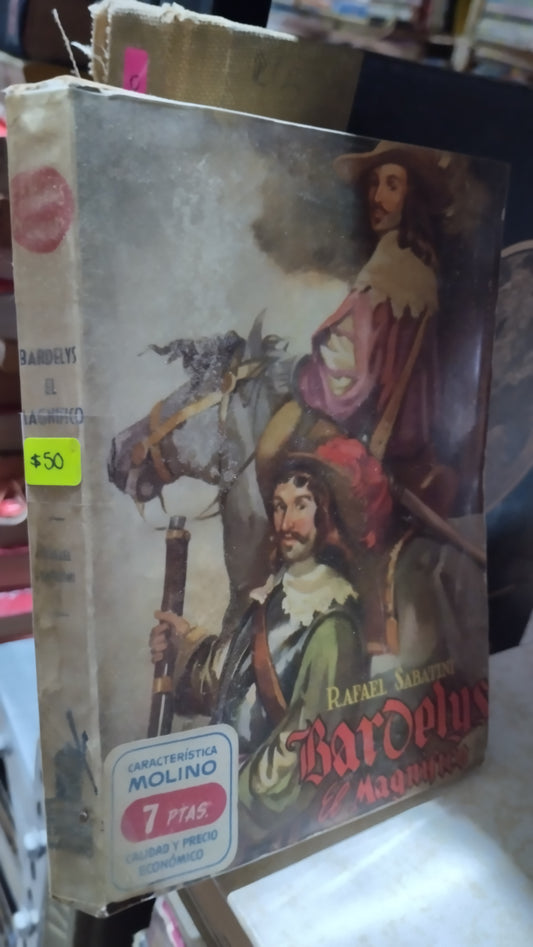 BARDELYS
EL
MAGNIFICO
$50
RAFAEL SABATINI
Bardelys
El Magnifico
CARACTERÍSTICA
MOLINO
7 PTAS.
CALIDAD Y PRECIO
ECONÓMICO